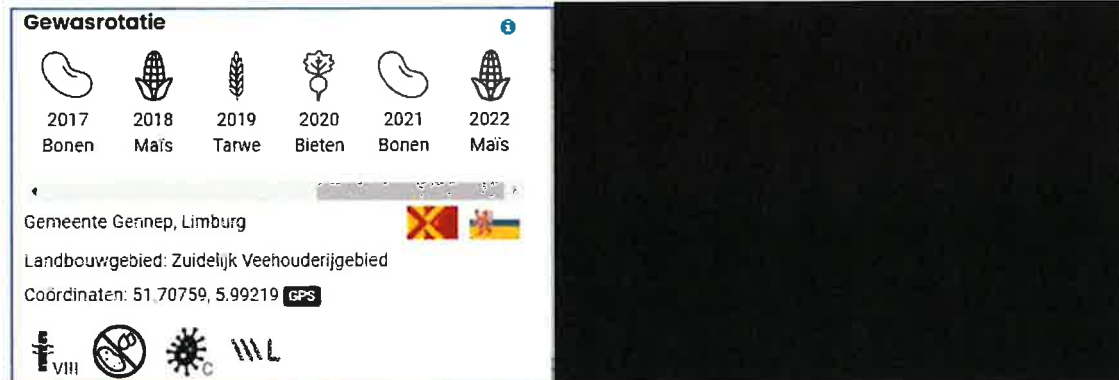 Gewasrotatie
2017 2018 2019 2020 2021 2022
Bonen Maïs Tarwe Bieten Bonen Maïs
Gemeente Gennep, Limburg
Landbouwgebied: Zuidelijk Veehouderijgebied
Coördinaten: 51,70759, 5.99219 GPS
VIII C L